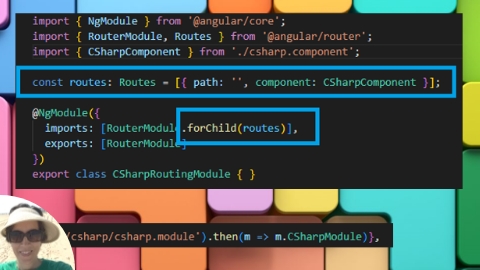 import { NgModule } from '@angular/core';
import { RouterModule, Routes } from '@angular/router';
import { CSharpComponent } from './csharp.component';
const routes: Routes = [{ path: '', component: CSharpComponent }];
@NgModule({
imports: [RouterModule.forChild(routes)],
exports: [RouterModule]
})
export class CSharpRoutingModule { }
/csharp/csharp.module').then(m => m.CSharpModule)},